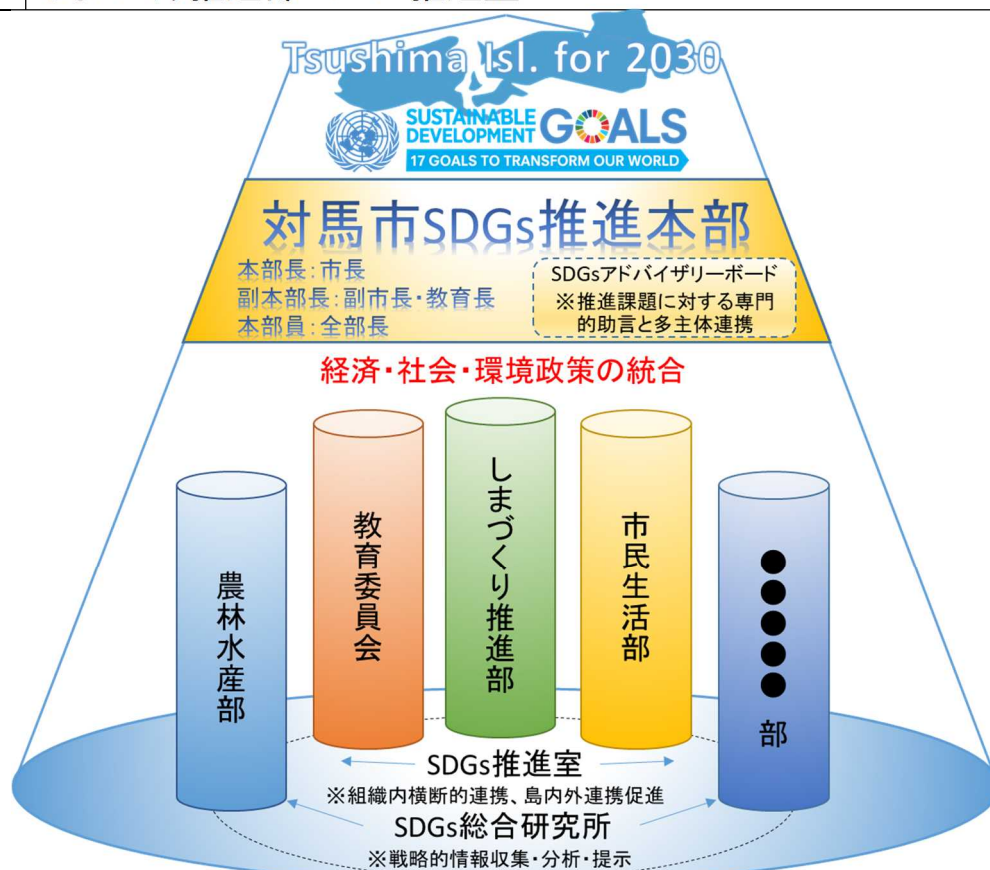 Tsushima Isl. for 2030
SUSTAINABLE
DEVELOPMENT GOALS
17 GOALS TO TRANSFORM OUR WORLD
対馬市SDGs推進本部
本部長:市長
副本部長:副市長・教育長
本部員:全部長
SDGsアドバイザリーボード
※推進課題に対する専門
的助言と多主体連携
経済・社会・環境政策の統合
農林水産部
教育委員会
しまづくり推進部
市民生活部
●●●●●部
SDGs推進室
※組織内横断的連携、島内外連携促進
SDGs総合研究所
※戦略的情報収集・分析・提示